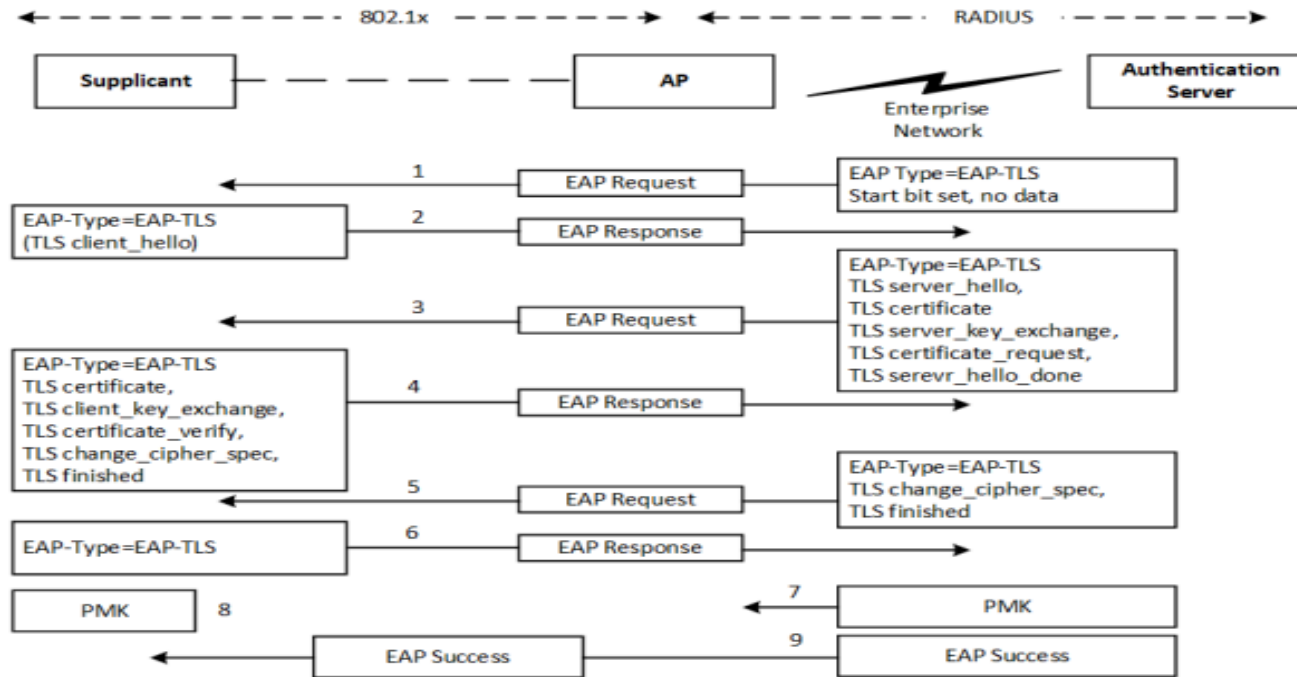 802.1x
RADIUS
Supplicant
AP
Authentication
Server
Enterprise
Network
1
EAP Request
EAP Type=EAP-TLS
Start bit set, no data
EAP-Type=EAP-TLS
(TLS client_hello)
2
EAP Response
EAP-Type=EAP-TLS
TLS server_hello,
TLS certificate
TLS server_key_exchange,
TLS certificate_request,
TLS serevr_hello_done
3
EAP Request
EAP-Type=EAP-TLS
TLS certificate,
TLS client_key_exchange,
TLS certificate_verify,
TLS change_cipher_spec,
TLS finished
4
EAP Response
5
EAP Request
EAP-Type=EAP-TLS
TLS change_cipher_spec,
TLS finished
EAP-Type=EAP-TLS
6
EAP Response
7
PMK
PMK
8
EAP Success
9
EAP Success